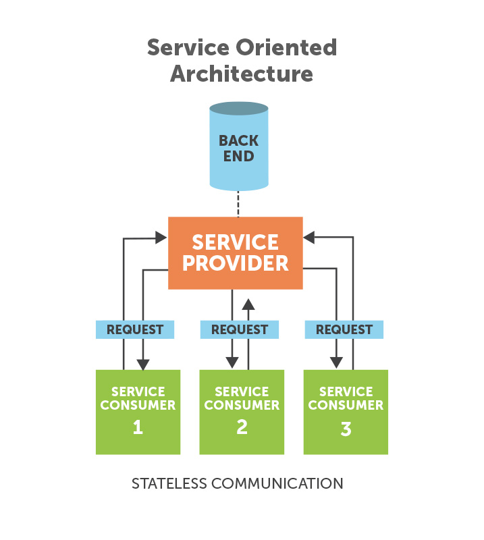 Service Oriented
Architecture
BACK
END
SERVICE
PROVIDER
REQUEST
REQUEST
REQUEST
SERVICE
CONSUMER
1
SERVICE
CONSUMER
2
SERVICE
CONSUMER
3
STATELESS COMMUNICATION